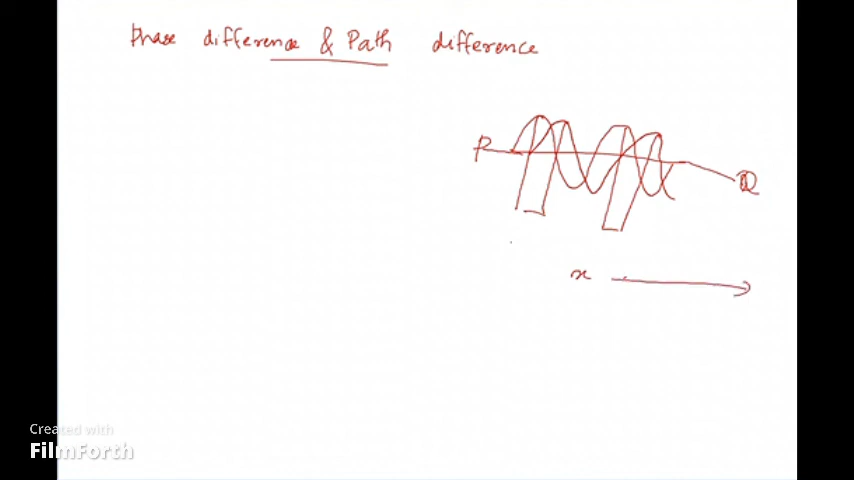 Phase difference & Path difference
P
Q
x
Created with
FilmForth